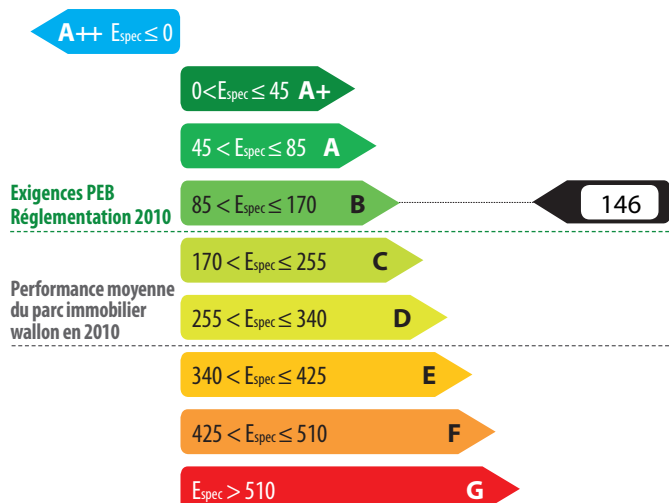 A++ Espec ≤ 0
0<Espec ≤ 45 A+
45 < Espec ≤ 85 A
Exigences PEB
Réglementation 2010
85 < Espec ≤ 170 B
146
170 < Espec ≤ 255 C
Performance moyenne
du parc immobilier
wallon en 2010
255 < Espec ≤ 340 D
340 < Espec ≤ 425 E
425 < Espec ≤ 510 F
Espec > 510 G